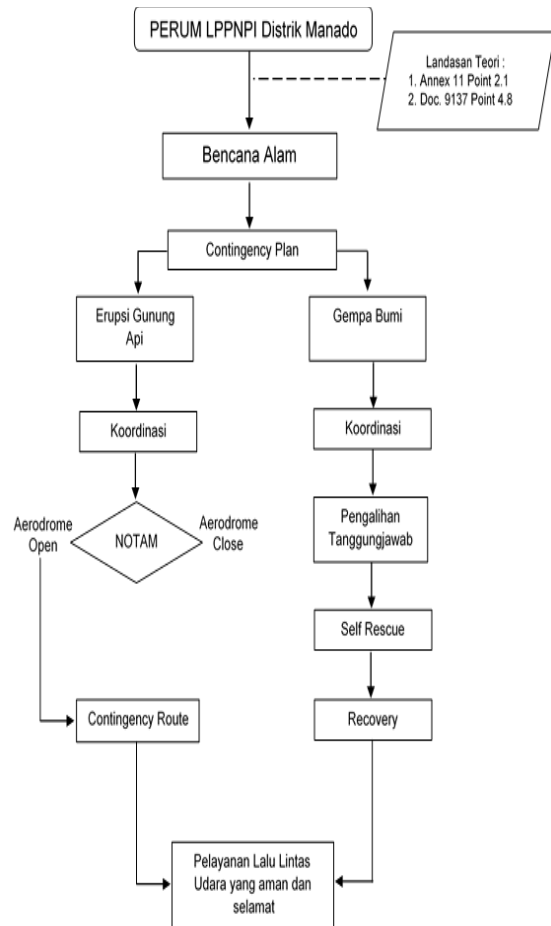 PERUM LPPNPI Distrik Manado
Landasan Teori :
1. Annex 11 Point 2.1
2. Doc. 9137 Point 4.8
Bencana Alam
Contingency Plan
Erupsi Gunung
Api
Gempa Bumi
Koordinasi
Koordinasi
Aerodrome
Open
NOTAM
Aerodrome
Close
Pengalihan
Tanggungjawab
Self Rescue
Contingency Route
Recovery
Pelayanan Lalu Lintas
Udara yang aman dan
selamat